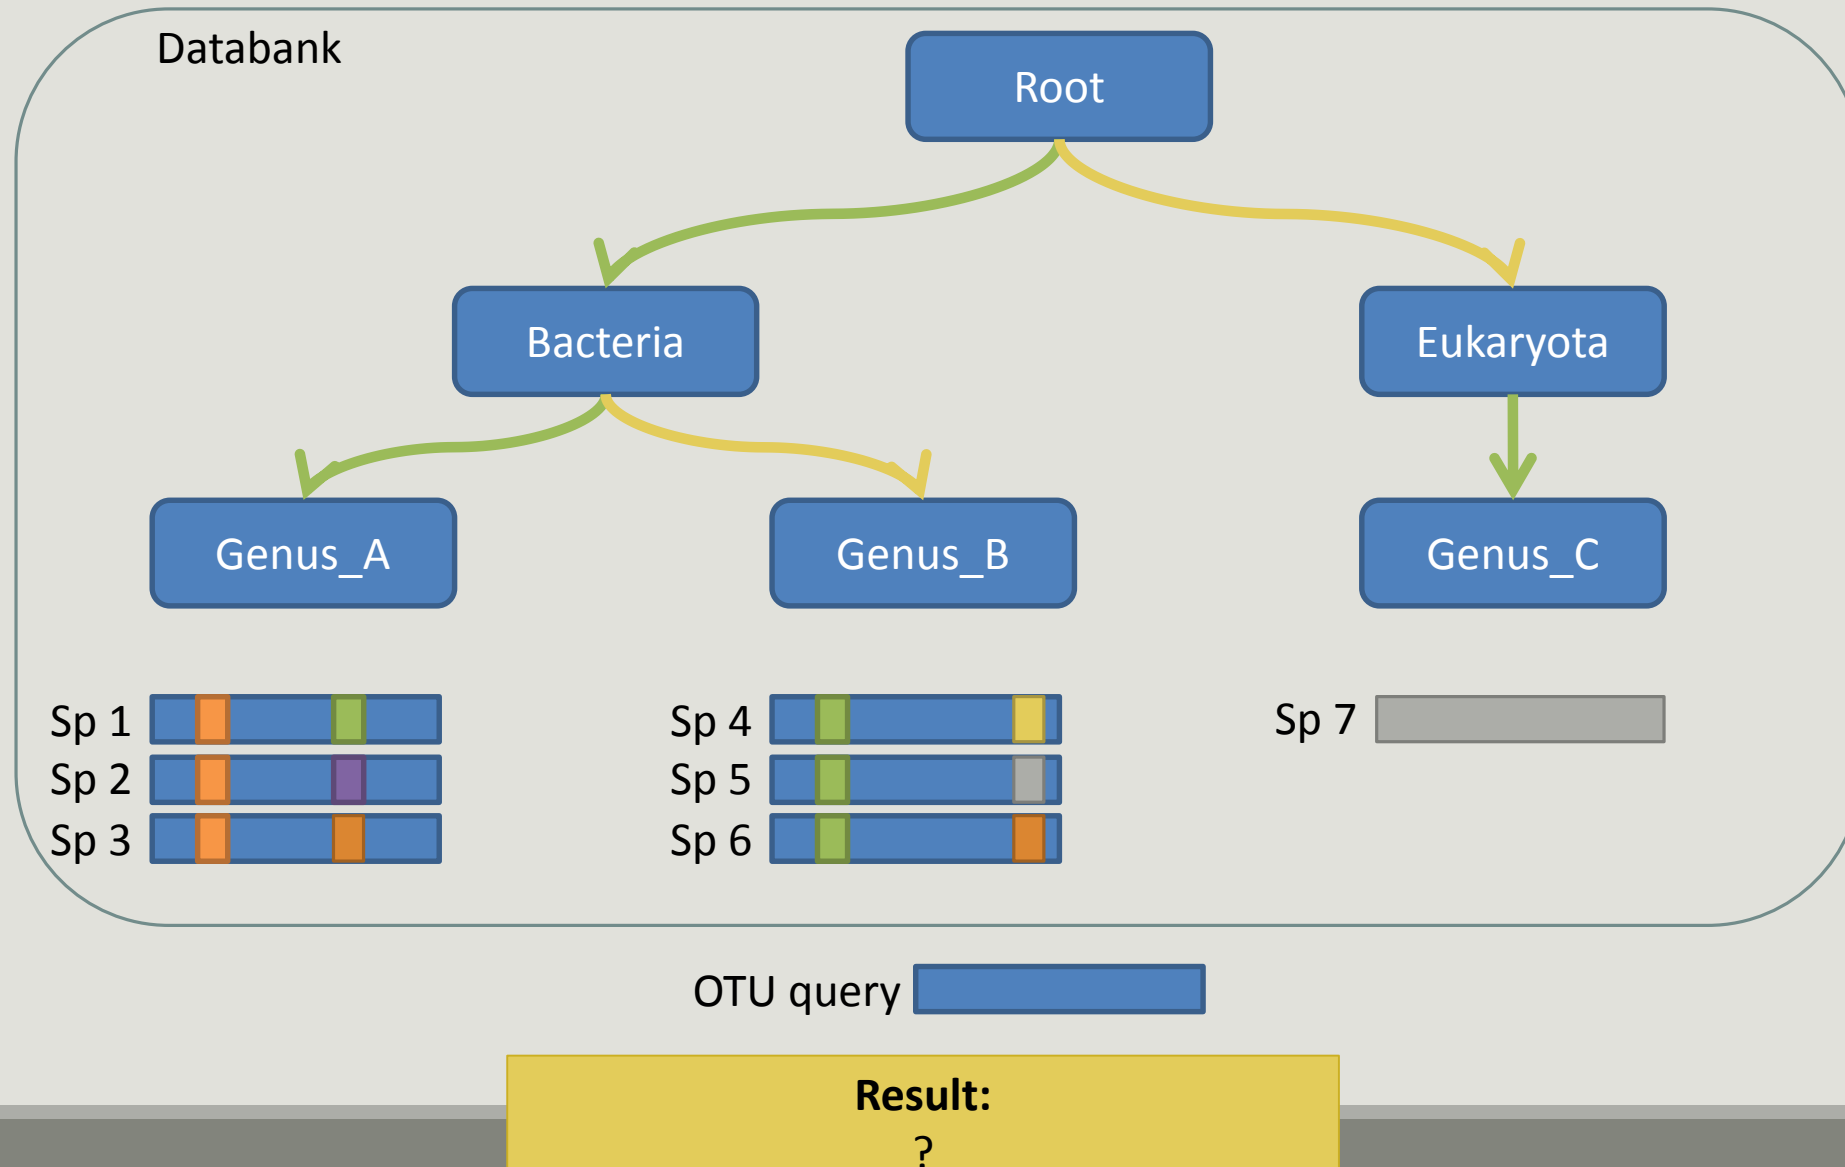 Databank
Root
Bacteria
Eukaryota
Genus_A
Genus_B
Genus_C
Sp 1
Sp 4
Sp 7
Sp 2
Sp 5
Sp 3
Sp 6
OTU query
Result:
?